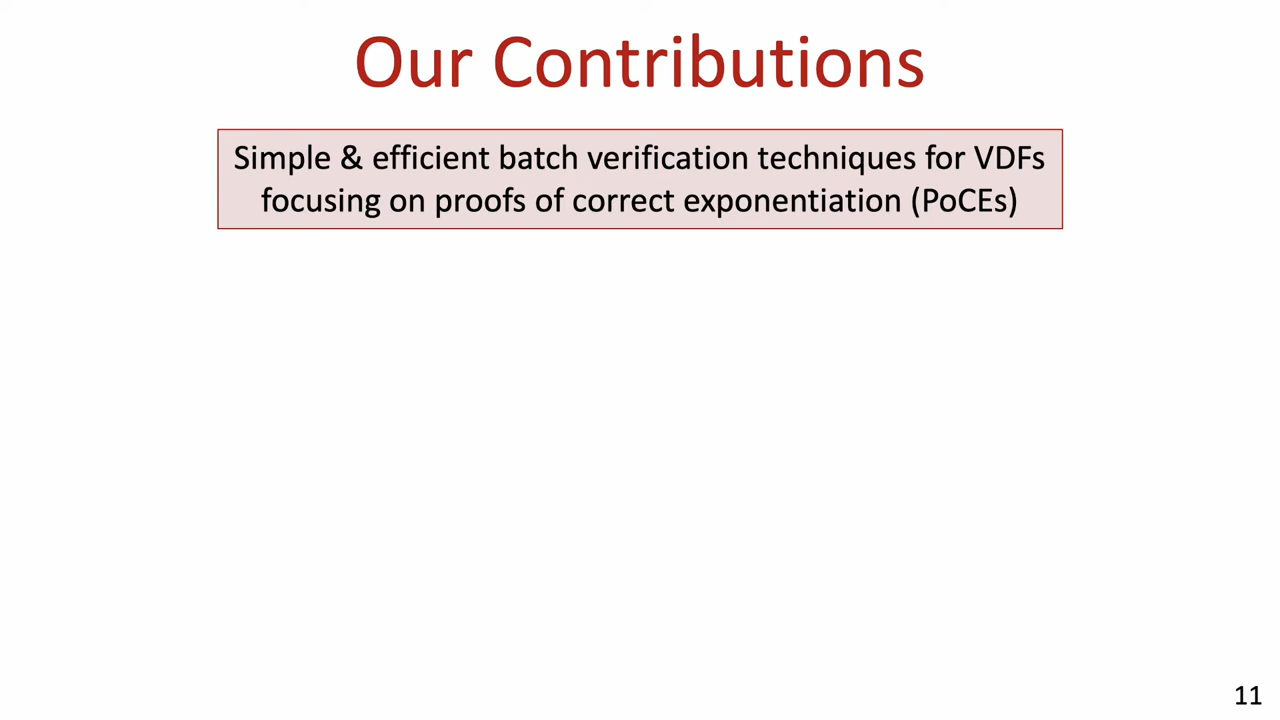 Our Contributions
Simple & efficient batch verification techniques for VDFs
focusing on proofs of correct exponentiation (PoCEs)
11